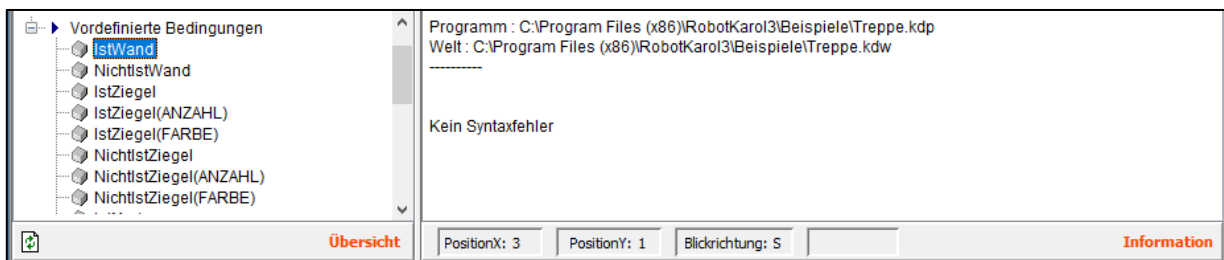 Vordefinierte Bedingungen
IstWand
NichtIstWand
IstZiegel
IstZiegel(ANZAHL)
IstZiegel(FARBE)
NichtIstZiegel
NichtIstZiegel(ANZAHL)
NichtIstZiegel(FARBE)
Übersicht
Programm : C:\Program Files (x86)\RobotKarol3\Beispiele\Treppe.kdp
Welt : C:\Program Files (x86)\RobotKarol3\Beispiele\Treppe.kdw
----------
Kein Syntaxfehler
PositionX: 3 PositionY: 1 Blickrichtung: S Information